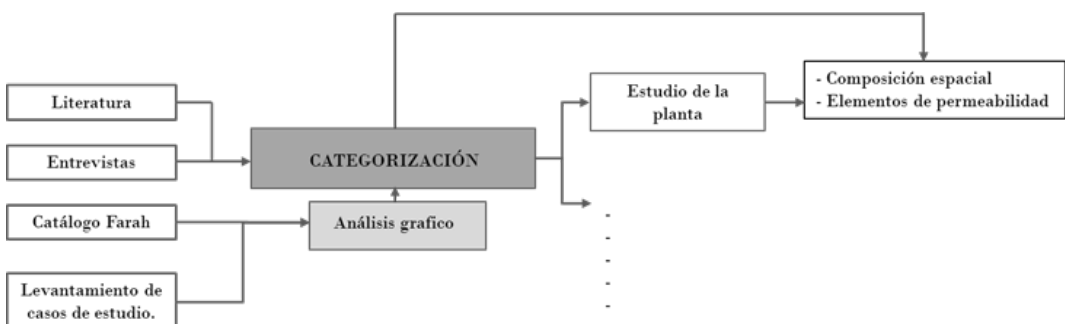 Literatura
Entrevistas
Catálogo Farah
Levantamiento de
casos de estudio.
CATEGORIZACIÓN
Análisis grafico
Estudio de la
planta
- Composición espacial
- Elementos de permeabilidad
-
-
-
-
-